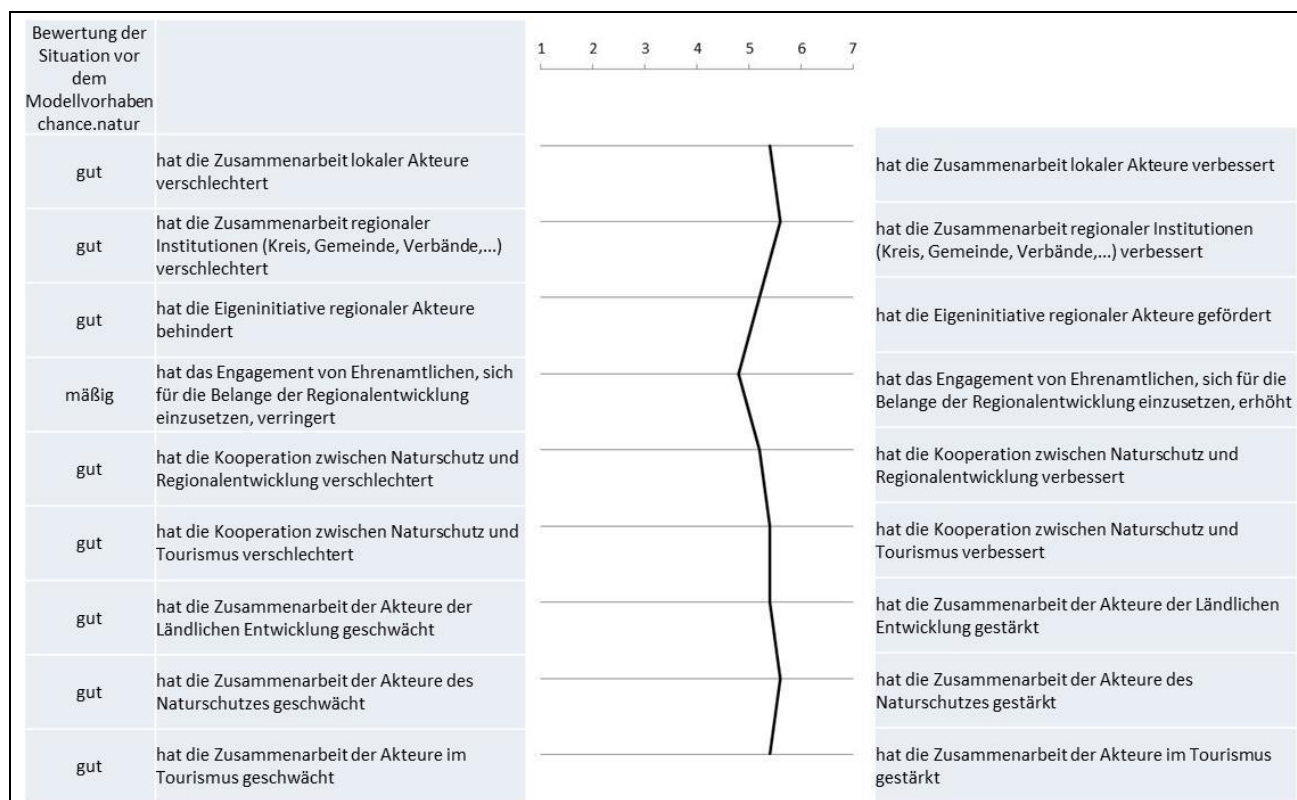 Bewertung der
Situation vor
dem
Modellvorhaben
chance.natur
1 2 3 4 5 6 7
gut
hat die Zusammenarbeit lokaler Akteure
verschlechtert
hat die Zusammenarbeit lokaler Akteure verbessert
gut
hat die Zusammenarbeit regionaler
Institutionen (Kreis, Gemeinde, Verbände,...)
verschlechtert
hat die Zusammenarbeit regionaler Institutionen
(Kreis, Gemeinde, Verbände,...) verbessert
gut
hat die Eigeninitiative regionaler Akteure
behindert
hat die Eigeninitiative regionaler Akteure gefördert
mäßig
hat das Engagement von Ehrenamtlichen, sich
für die Belange der Regionalentwicklung
einzusetzen, verringert
hat das Engagement von Ehrenamtlichen, sich für die
Belange der Regionalentwicklung einzusetzen, erhöht
gut
hat die Kooperation zwischen Naturschutz und
Regionalentwicklung verschlechtert
hat die Kooperation zwischen Naturschutz und
Regionalentwicklung verbessert
gut
hat die Kooperation zwischen Naturschutz und
Tourismus verschlechtert
hat die Kooperation zwischen Naturschutz und
Tourismus verbessert
gut
hat die Zusammenarbeit der Akteure der
Ländlichen Entwicklung geschwächt
hat die Zusammenarbeit der Akteure der Ländlichen
Entwicklung gestärkt
gut
hat die Zusammenarbeit der Akteure des
Naturschutzes geschwächt
hat die Zusammenarbeit der Akteure des
Naturschutzes gestärkt
gut
hat die Zusammenarbeit der Akteure im
Tourismus geschwächt
hat die Zusammenarbeit der Akteure im Tourismus
gestärkt